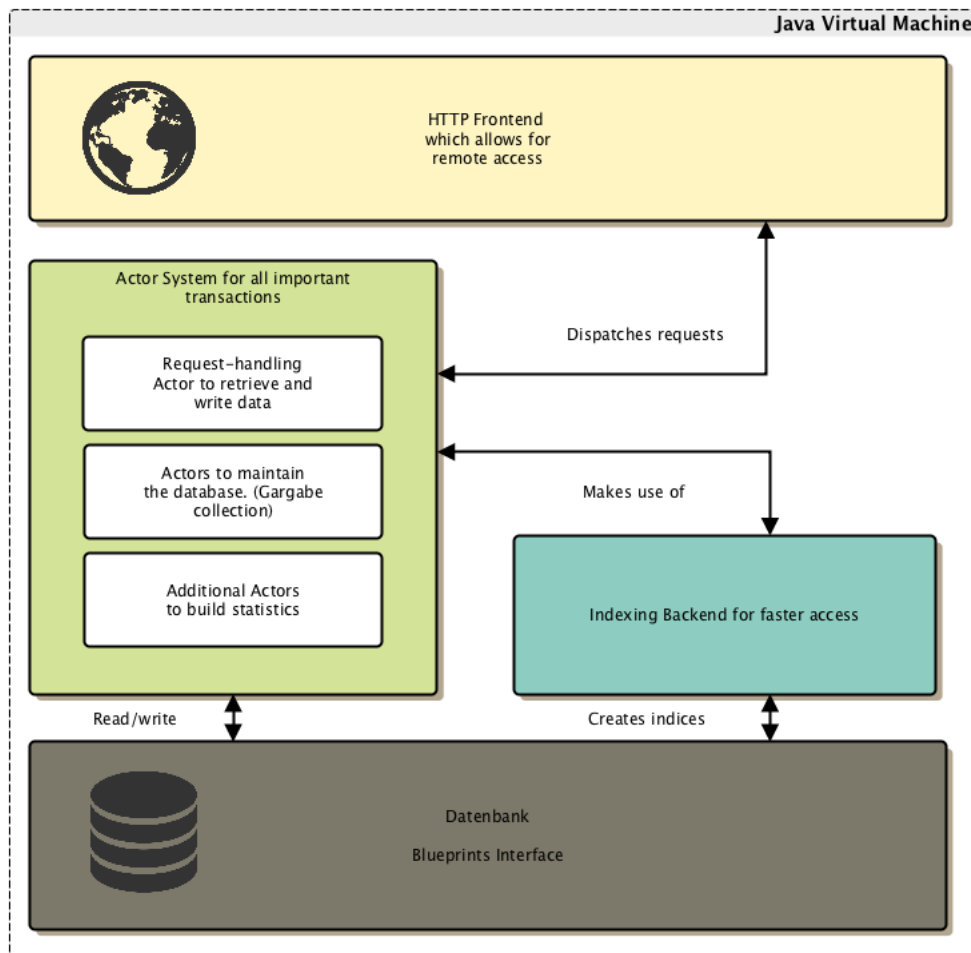 Java Virtual Machine
HTTP Frontend
which allows for
remote access
Actor System for all important
transactions
Dispatches requests
Request-handling
Actor to retrieve and
write data
Actors to maintain
the database. (Gargabe
collection)
Makes use of
Additional Actors
to build statistics
Indexing Backend for faster access
Read/write
Creates indices
Datenbank
Blueprints Interface